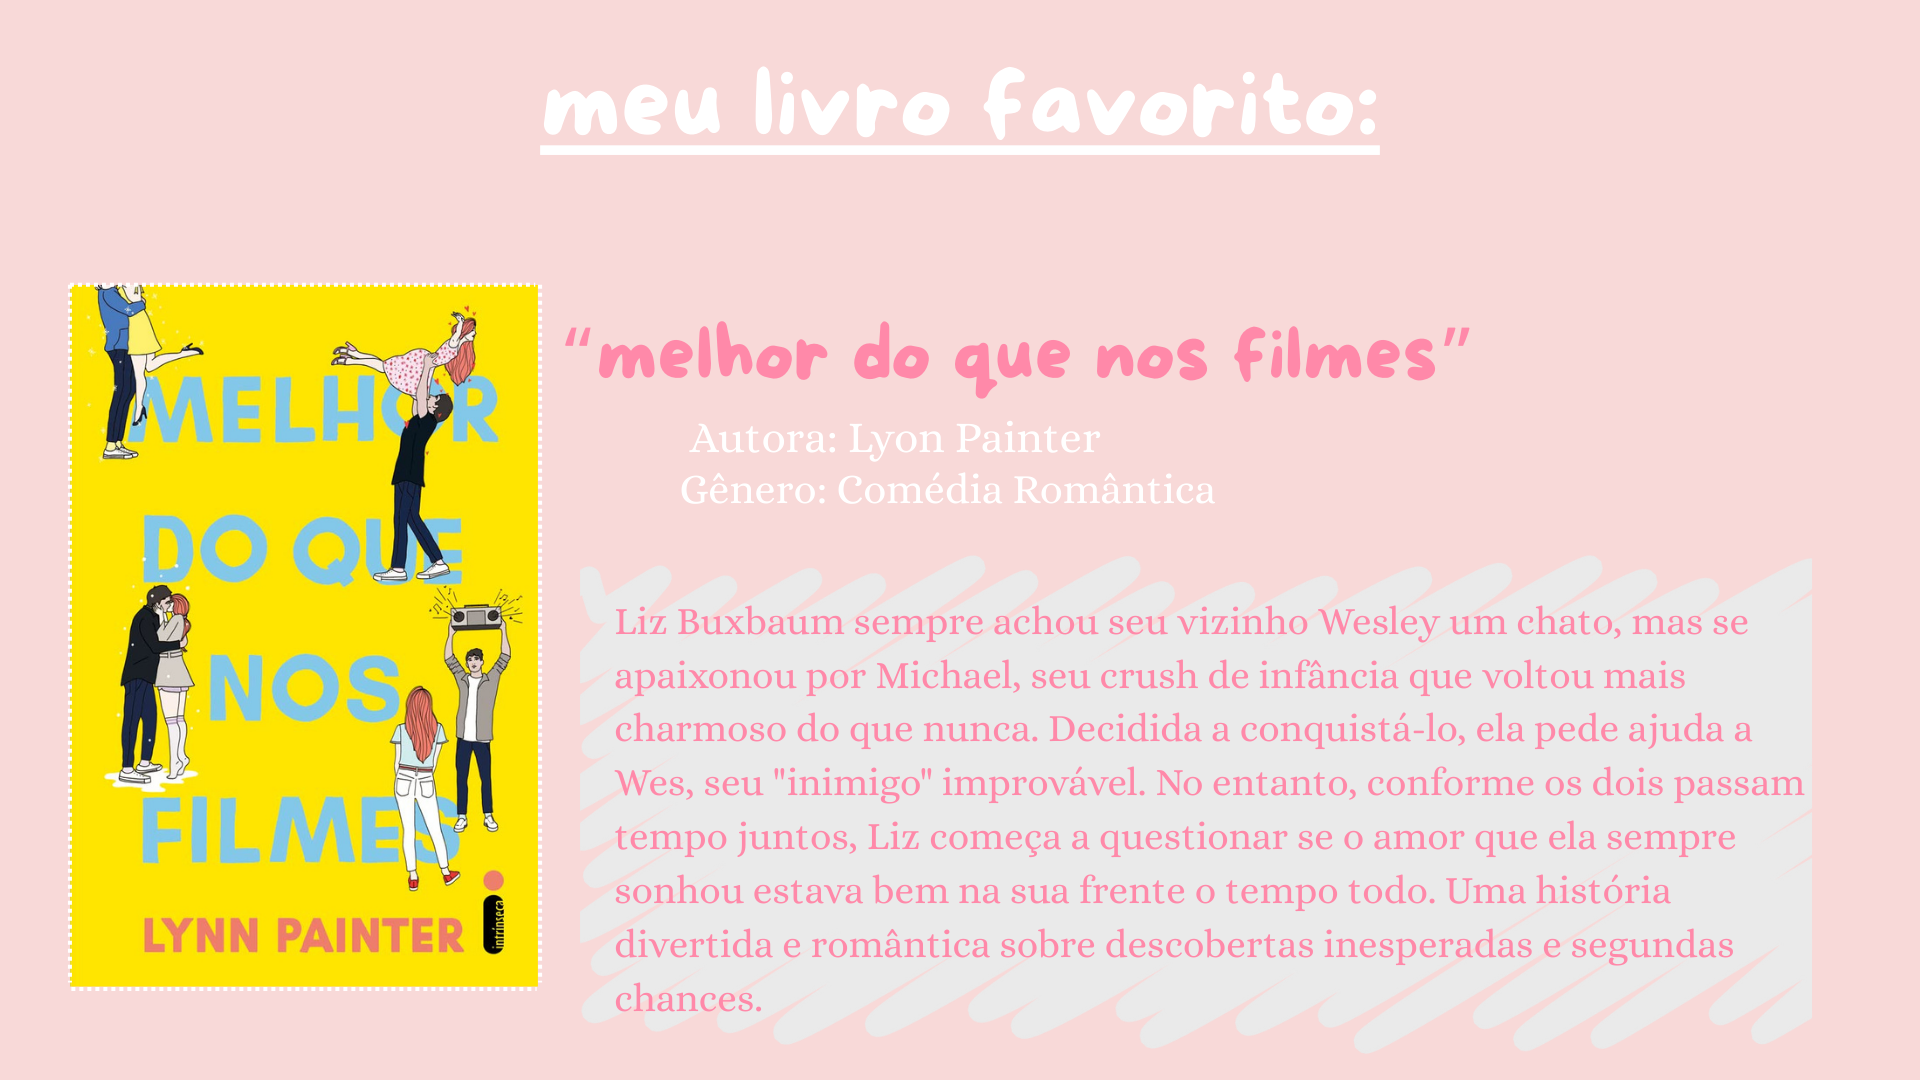 meu livro favorito:
MELHOR
DO QUE
NOS
FILMES
LYNN PAINTER
intrínseca
“melhor do que nos filmes”
Autora: Lyon Painter
Gênero: Comédia Romântica
Liz Buxbaum sempre achou seu vizinho Wesley um chato, mas se
apaixonou por Michael, seu crush de infância que voltou mais
charmoso do que nunca. Decidida a conquistá-lo, ela pede ajuda a
Wes, seu "inimigo" improvável. No entanto, conforme os dois passam
tempo juntos, Liz começa a questionar se o amor que ela sempre
sonhou estava bem na sua frente o tempo todo. Uma história
divertida e romântica sobre descobertas inesperadas e segundas
chances.